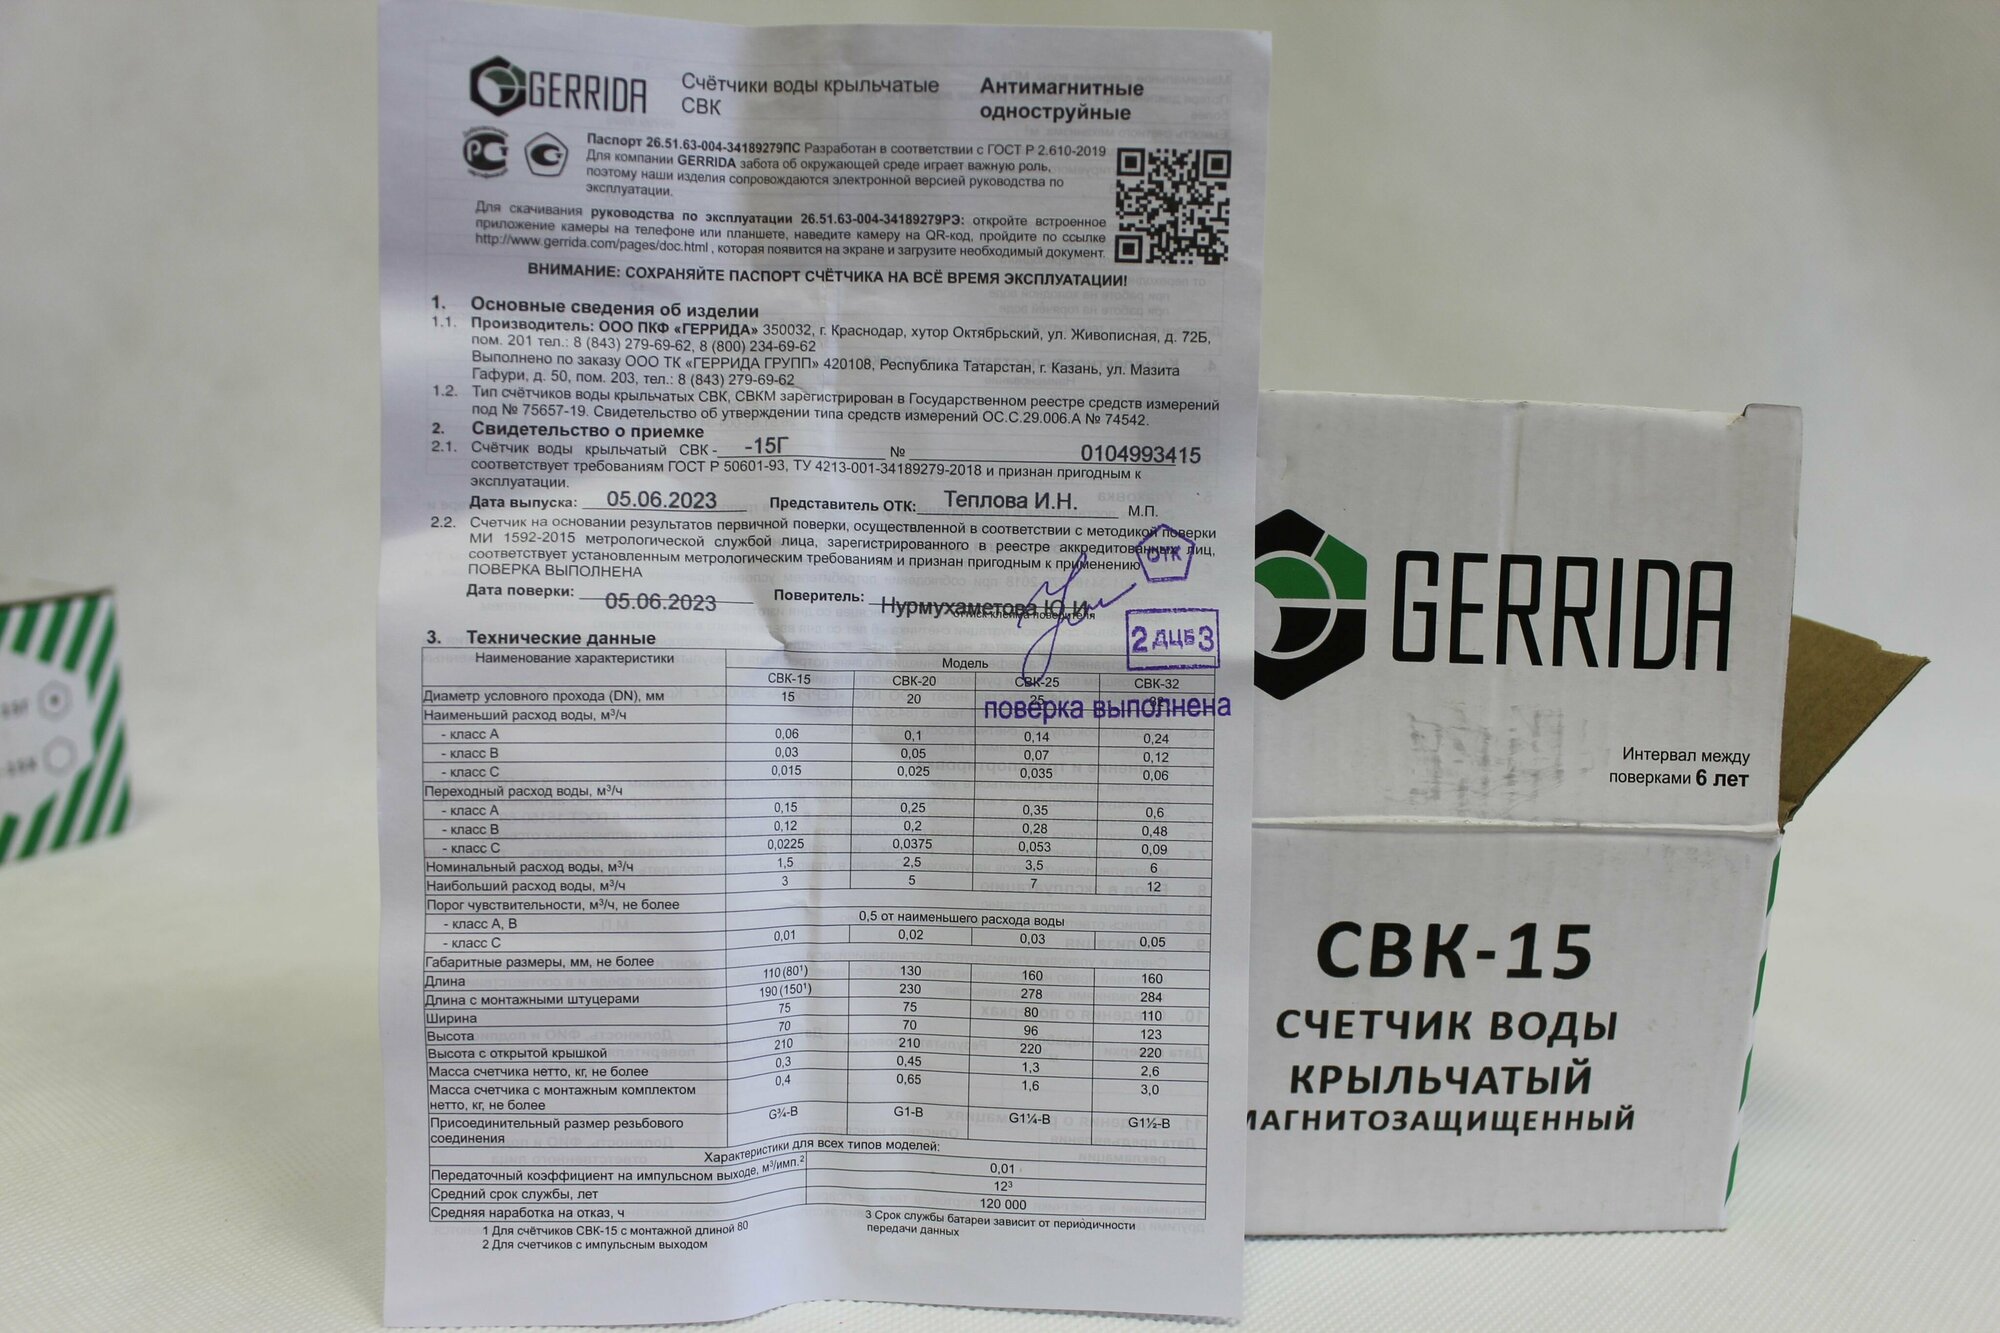 GERRIDA
Счётчики воды крыльчатые
СВК
Антимагнитные
одноструйные
Паспорт 26.51.63-004-34189279ПС Разработан в соответствии с ГОСТ Р 2.610-2019
Для компании GERRIDA забота об окружающей среде играет важную роль,
поэтому наши изделия сопровождаются электронной версией руководства по
эксплуатации.
Для скачивания руководства по эксплуатации 26.51.63-004-34189279РЭ: откройте встроенное
приложение камеры на телефоне или планшете, наведите камеру на QR-код, пройдите по ссылке
http://www.gerrida.com/pages/doc.html , которая появится на экране и загрузите необходимый документ.
ВНИМАНИЕ: СОХРАНЯЙТЕ ПАСПОРТ СЧЁТЧИКА НА ВСЁ ВРЕМЯ ЭКСПЛУАТАЦИИ!
1. Основные сведения об изделии
1.1. Производитель: ООО ПКФ «ГЕРРИДА» 350032, г. Краснодар, хутор Октябрьский, ул. Живописная, д. 72Б,
пом. 201 тел.: 8 (843) 279-69-62, 8 (800) 234-69-62
Выполнено по заказу ООО ТК «ГЕРРИДА ГРУПП» 420108, Республика Татарстан, г. Казань, ул. Мазита
Гафури, д. 50, пом. 203, тел.: 8 (843) 279-69-62
1.2. Тип счётчиков воды крыльчатых СВК, СВКМ зарегистрирован в Государственном реестре средств измерений
под № 75657-19. Свидетельство об утверждении типа средств измерений ОС.С.29.006.А № 74542.
2. Свидетельство о приемке
2.1. Счётчик воды крыльчатый СВК - -15Г № 0104993415
соответствует требованиям ГОСТ Р 50601-93, ТУ 4213-001-34189279-2018 и признан пригодным к
эксплуатации.
Дата выпуска: 05.06.2023 Представитель ОТК: Теплова И.Н. М.П.
2.2. Счетчик на основании результатов первичной поверки, осуществленной в соответствии с методикой поверки
МИ 1592-2015 метрологической службой лица, зарегистрированного в реестре аккредитованных лиц,
соответствует установленным метрологическим требованиям и признан пригодным к применению.
ПОВЕРКА ВЫПОЛНЕНА
ОТК
Дата поверки: 05.06.2023 Поверитель: Нурмухаметова Ю.И.
оттиск клейма поверителя
2 ДЦБ 3
3. Технические данные
Наименование характеристики Модель
СВК-15 СВК-20 СВК-25 СВК-32
Диаметр условного прохода (DN), мм 15 20 25 32
поверка выполнена
Наименьший расход воды, м³/ч
- класс А 0,06 0,1 0,14 0,24
- класс В 0,03 0,05 0,07 0,12
- класс С 0,015 0,025 0,035 0,06
Переходный расход воды, м³/ч
- класс А 0,15 0,25 0,35 0,6
- класс В 0,12 0,2 0,28 0,48
- класс С 0,0225 0,0375 0,053 0,09
Номинальный расход воды, м³/ч 1,5 2,5 3,5 6
Наибольший расход воды, м³/ч 3 5 7 12
Порог чувствительности, м³/ч, не более
- класс А, В 0,5 от наименьшего расхода воды
- класс С 0,01 0,02 0,03 0,05
Габаритные размеры, мм, не более
Длина 110 (80¹) 130 160 160
Длина с монтажными штуцерами 190 (150¹) 230 278 284
Ширина 75 75 80 110
Высота 70 70 96 123
Высота с открытой крышкой 210 210 220 220
Масса счетчика нетто, кг, не более 0,3 0,45 1,3 2,6
Масса счетчика с монтажным комплектом 0,4 0,65 1,6 3,0
нетто, кг, не более
Присоединительный размер резьбового G¾-B G1-B G1¼-B G1½-B
соединения
Характеристики для всех типов моделей:
Передаточный коэффициент на импульсном выходе, м³/имп.² 0,01
Средний срок службы, лет 12³
Средняя наработка на отказ, ч 120 000
1 Для счётчиков СВК-15 с монтажной длиной 80
2 Для счетчиков с импульсным выходом
3 Срок службы батареи зависит от периодичности
передачи данных
GERRIDA
Интервал между
поверками 6 лет
СВК-15
СЧЕТЧИК ВОДЫ
КРЫЛЬЧАТЫЙ
МАГНИТОЗАЩИЩЕННЫЙ